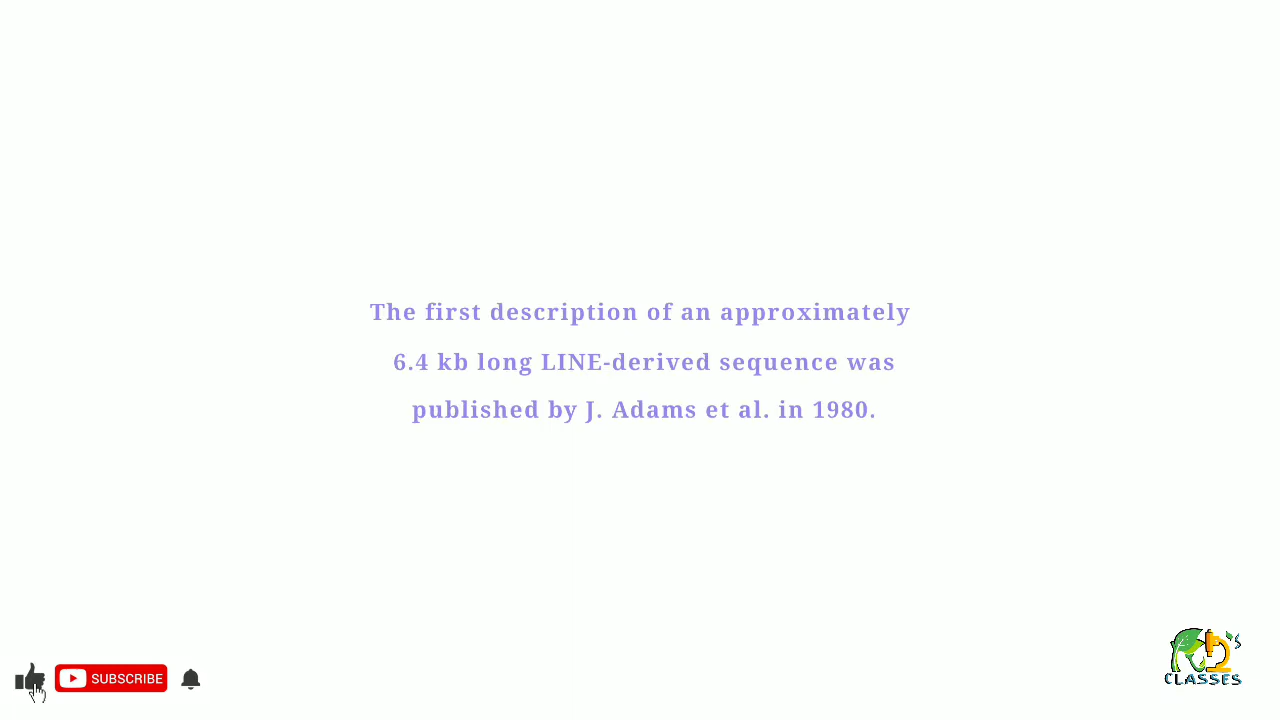 The first description of an approximately
6.4 kb long LINE-derived sequence was
published by J. Adams et al. in 1980.
SUBSCRIBE
CLASSES